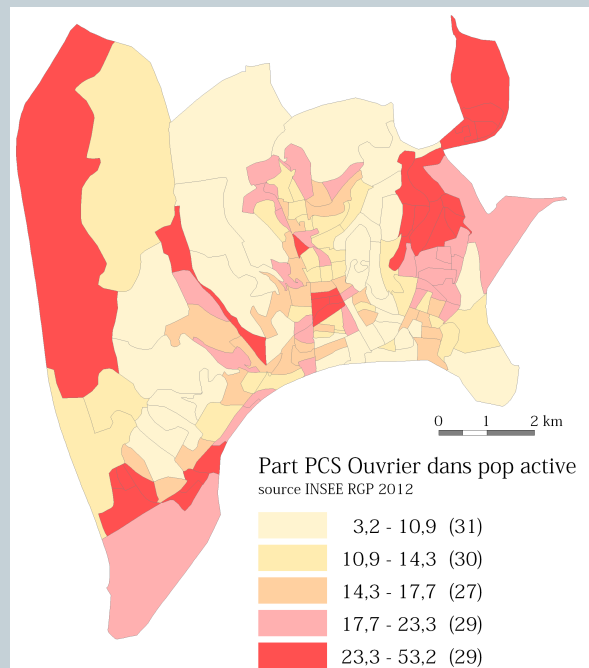 0 1 2 km
Part PCS Ouvrier dans pop active
source INSEE RGP 2012
3,2 - 10,9 (31)
10,9 - 14,3 (30)
14,3 - 17,7 (27)
17,7 - 23,3 (29)
23,3 - 53,2 (29)